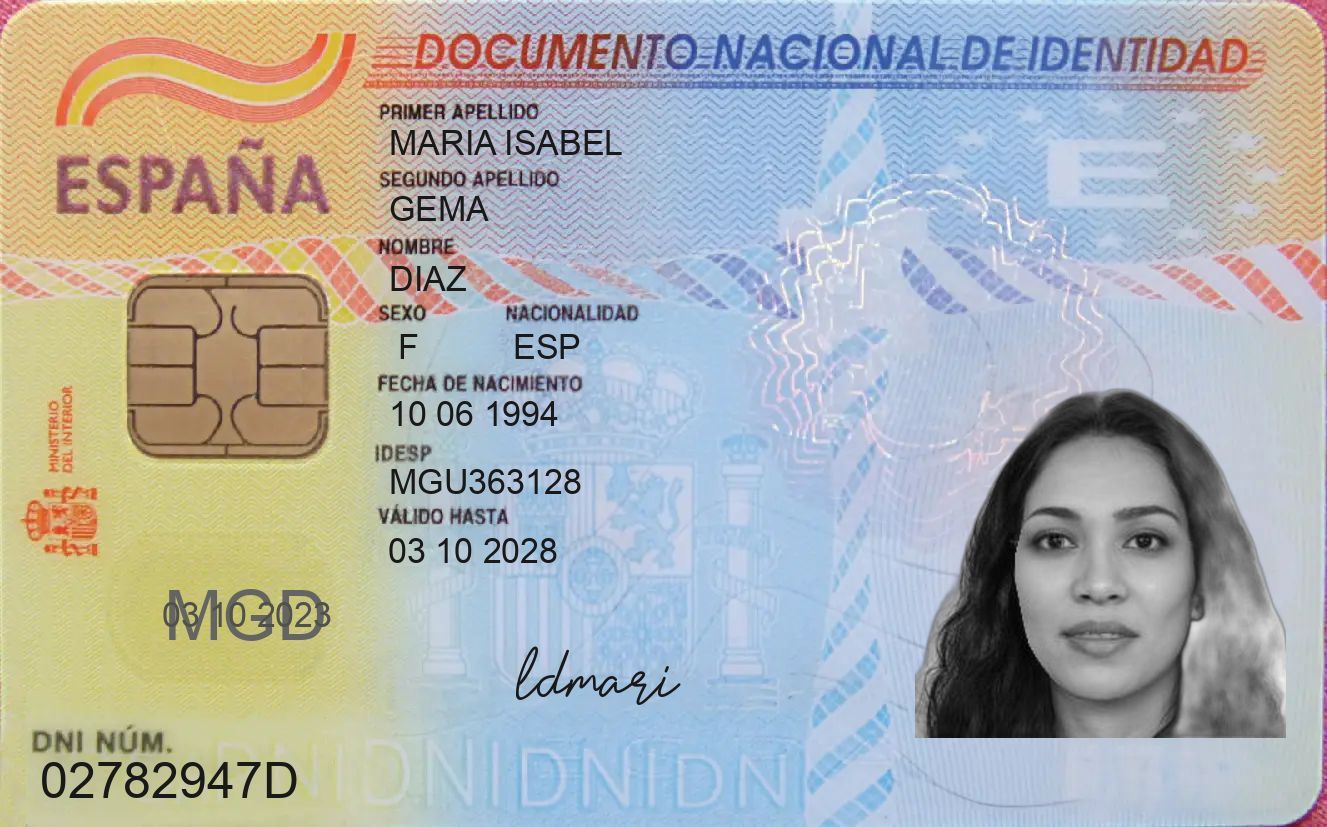 DOCUMENTO NACIONAL DE IDENTIDAD
ESPAÑA
PRIMER APELLIDO
MARIA ISABEL
SEGUNDO APELLIDO
GEMA
NOMBRE
DIAZ
SEXO NACIONALIDAD
F ESP
FECHA DE NACIMIENTO
10 06 1994
IDESP
MGU363128
VÁLIDO HASTA
03 10 2028
MINISTERIO
DEL INTERIOR
E
03 10 2023
MGD
ldmari
DNI NÚM.
02782947D
DNIDNIDNIDNI